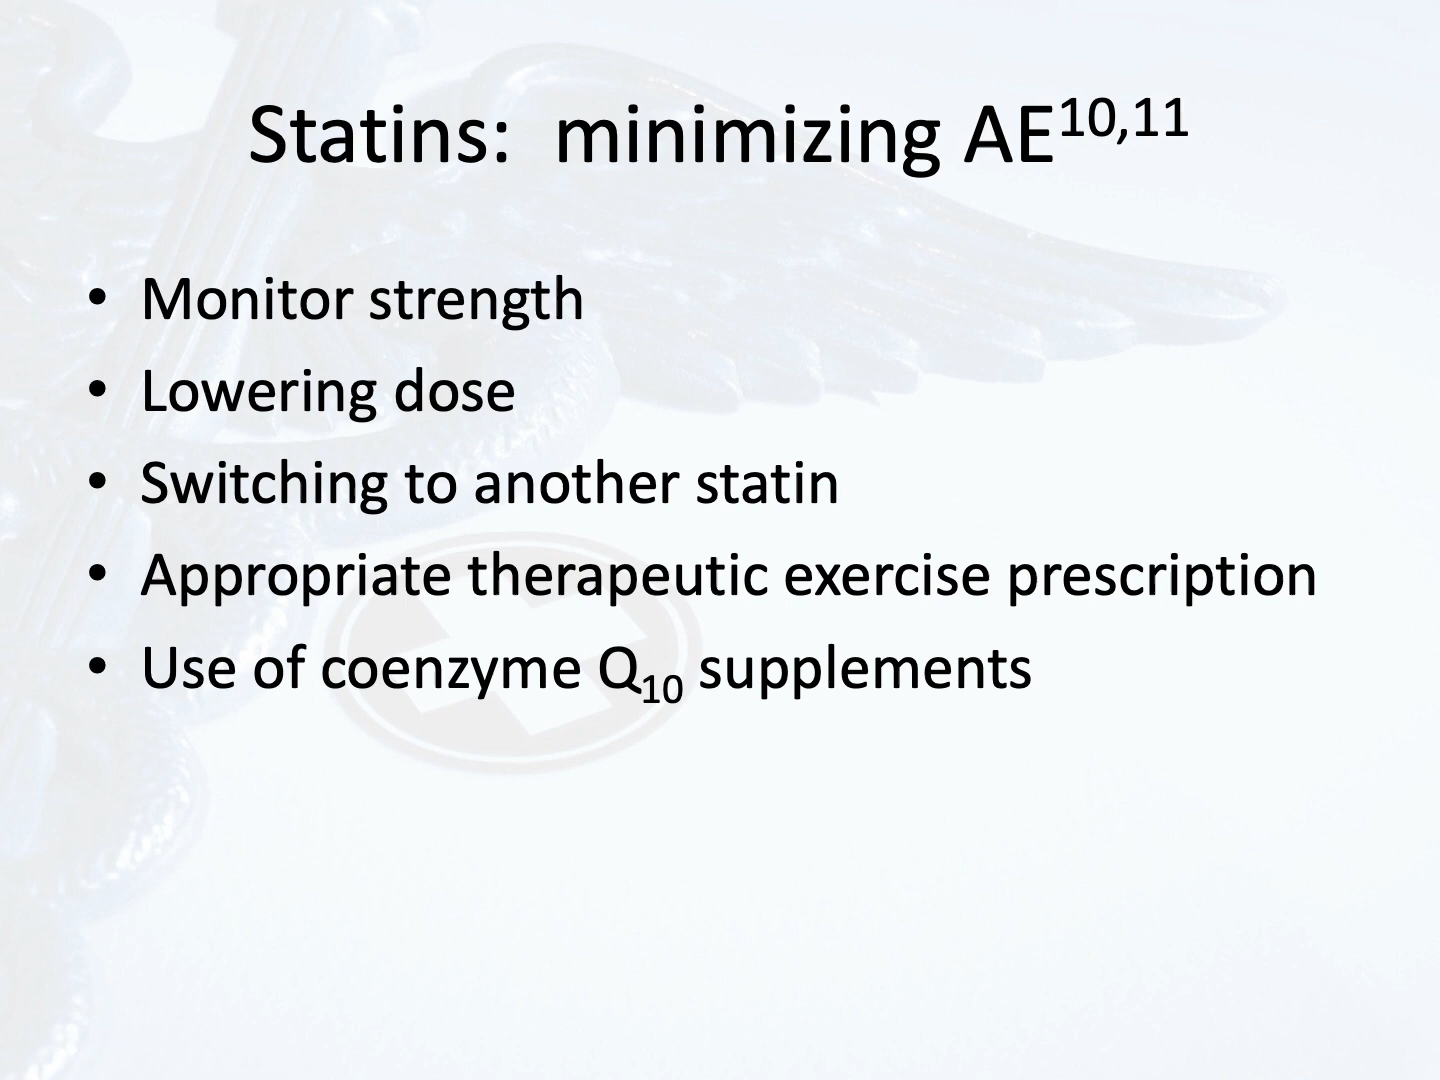 Statins:  minimizing AE10,11
• Monitor strength
• Lowering dose
• Switching to another statin
• Appropriate therapeutic exercise prescription
• Use of coenzyme Q10 supplements